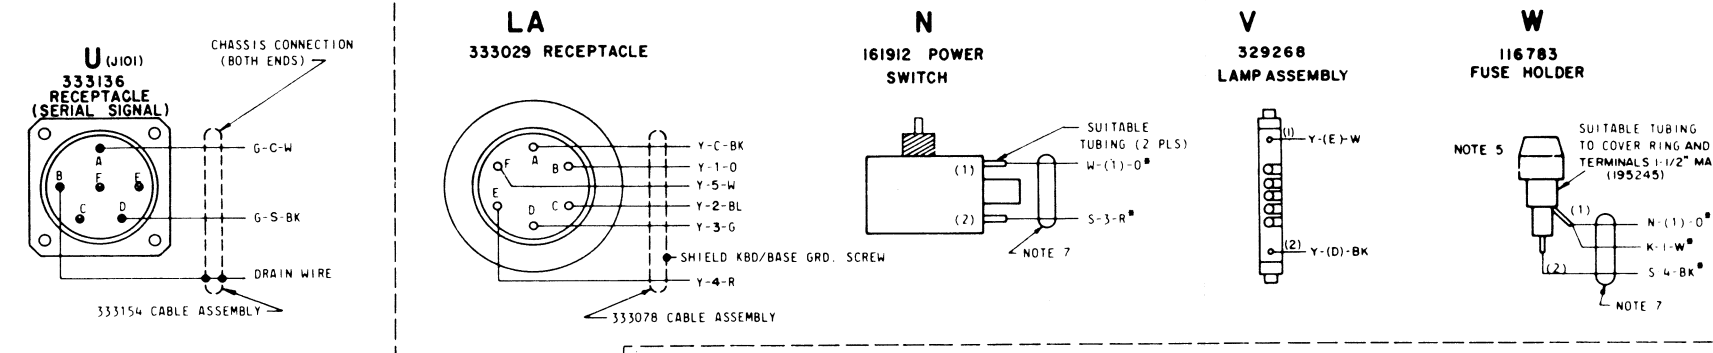 U (J101)
333136
RECEPTACLE
(SERIAL SIGNAL)
CHASSIS CONNECTION
(BOTH ENDS)
A
B
F
E
C
D
G-C-W
G-S-BK
DRAIN WIRE
333154 CABLE ASSEMBLY
LA
333029 RECEPTACLE
A
F
B
E
D
C
Y-C-BK
Y-1-O
Y-5-W
Y-2-BL
Y-3-G
SHIELD KBD/BASE GRD. SCREW
Y-4-R
333078 CABLE ASSEMBLY
N
161912 POWER
SWITCH
SUITABLE
TUBING (2 PLS)
(1)
W-(1)-O*
(2)
S-3-R*
NOTE 7
V
329268
LAMP ASSEMBLY
(1)
Y-(E)-W
(2)
Y-(D)-BK
W
116783
FUSE HOLDER
NOTE 5
SUITABLE TUBING
TO COVER RING AND
TERMINALS 1-1/2" MA
(195245)
(1)
N-(1)-O*
K-1-W*
(2)
S-4-BK*
NOTE 7